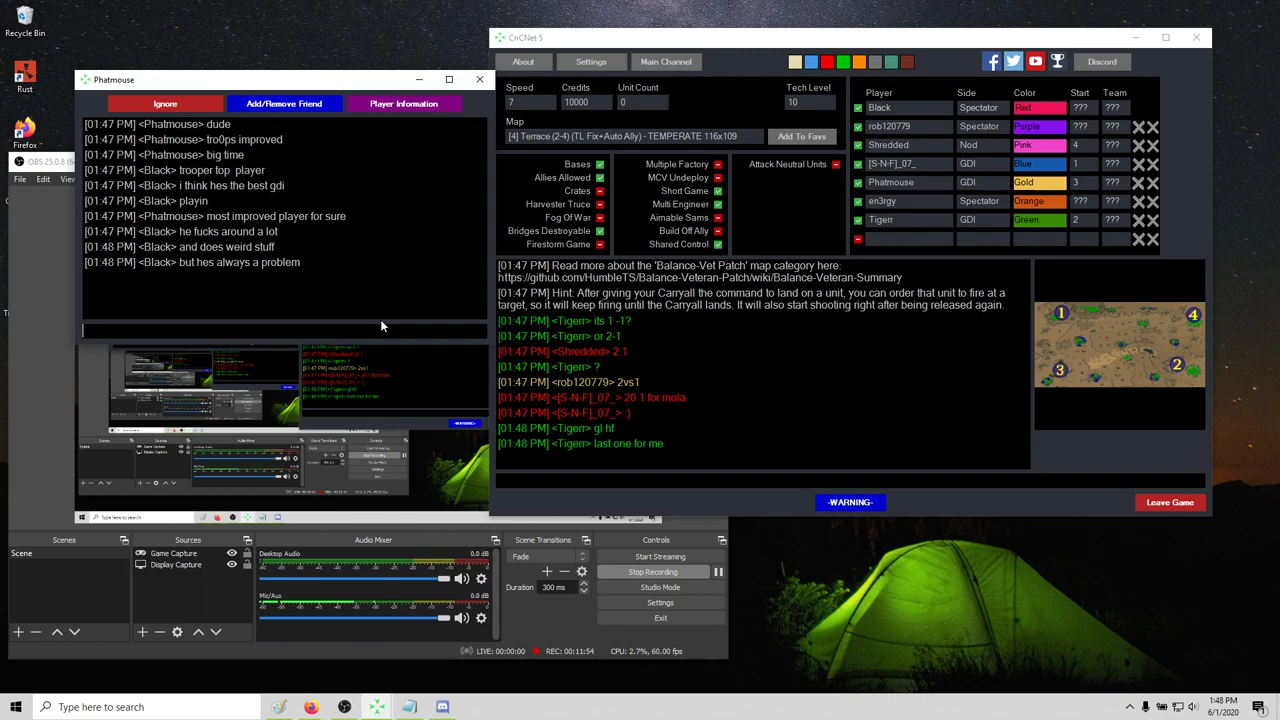 Recycle Bin
Rust
Firefox
OBS 25.0.8 (6
File Edit View
Phatmouse
Ignore
Add/Remove Friend
Player Information
[01:47 PM] <Phatmouse> dude
[01:47 PM] <Phatmouse> tro0ps improved
[01:47 PM] <Phatmouse> big time
[01:47 PM] <Black> trooper top  player
[01:47 PM] <Black> i think hes the best gdi
[01:47 PM] <Black> playin
[01:47 PM] <Phatmouse> most improved player for sure
[01:47 PM] <Black> he fucks around a lot
[01:48 PM] <Black> and does weird stuff
[01:48 PM] <Black> but hes always a problem
CnCNet 5
About
Settings
Main Channel
Discord
Speed
Credits
Unit Count
Tech Level
7
10000
0
10
Map
[4] Terrace (2-4) (TL Fix+Auto Ally) - TEMPERATE 116x109
Add To Favs
Bases
Allies Allowed
Crates
Harvester Truce
Fog Of War
Bridges Destroyable
Firestorm Game
Multiple Factory
MCV Undeploy
Short Game
Multi Engineer
Aimable Sams
Build Off Ally
Shared Control
Attack Neutral Units
Player Side Color Start Team
Black Spectator Red ??? ???
rob120779 Spectator Purple ??? ???
Shredded Nod Pink 4 ???
[S-N-F]_07_ GDI Blue 1 ???
Phatmouse GDI Gold 3 ???
en3rgy Spectator Orange ??? ???
Tigerr GDI Green 2 ???
[01:47 PM] Read more about the 'Balance-Vet Patch' map category here:
https://github.com/HumbleTS/Balance-Veteran-Patch/wiki/Balance-Veteran-Summary
[01:47 PM] Hint: After giving your Carryall the command to land on a unit, you can order that unit to fire at a
target, so it will keep firing until the Carryall lands. It will also start shooting right after being released again.
[01:47 PM] <Tigerr> its 1 -1?
[01:47 PM] <Tigerr> or 2-1
[01:47 PM] <Shredded> 2 1
[01:47 PM] <Tigerr> ?
[01:47 PM] <rob120779> 2vs1
[01:47 PM] <[S-N-F]_07_> 20 1 for mola
[01:47 PM] <[S-N-F]_07_> :)
[01:48 PM] <Tigerr> gl hf
[01:48 PM] <Tigerr> last one for me
1
4
2
3
-WARNING-
Leave Game
Scenes
Scene
Sources
Game Capture
Display Capture
Audio Mixer
Desktop Audio 0.0 dB
Mic/Aux 0.0 dB
Scene Transitions
Fade
Duration 300 ms
Controls
Start Streaming
Stop Recording
Studio Mode
Settings
Exit
LIVE: 00:00:00 REC: 00:11:54 CPU: 2.7%, 60.00 fps
Type here to search
1:48 PM
6/1/2020